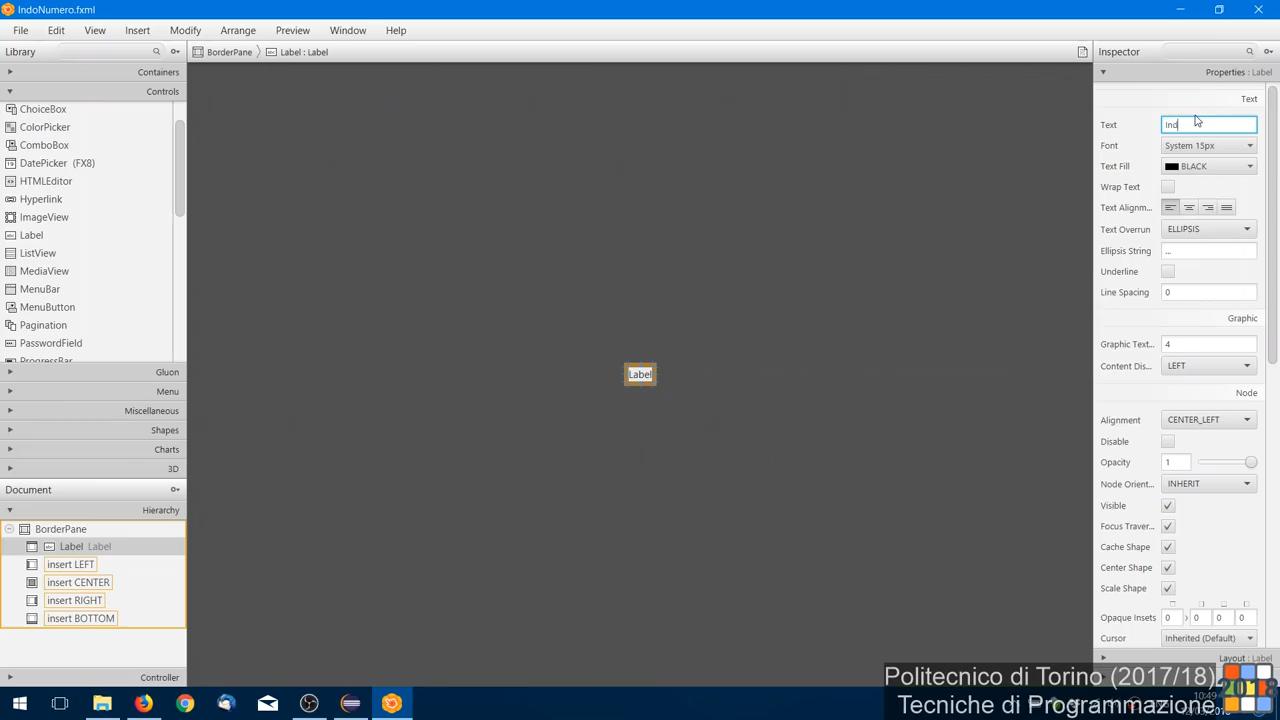 IndoNumero.fxml
File Edit View Insert Modify Arrange Preview Window Help
Library
BorderPane Label : Label
Inspector
Containers
Controls
ChoiceBox
ColorPicker
ComboBox
DatePicker (FX8)
HTMLEditor
Hyperlink
ImageView
Label
ListView
MediaView
MenuBar
MenuButton
Pagination
PasswordField
ProgressBar
Gluon
Menu
Miscellaneous
Shapes
Charts
3D
Document
Hierarchy
BorderPane
Label Label
insert LEFT
insert CENTER
insert RIGHT
insert BOTTOM
Controller
Label
Properties : Label
Text
Text Ind
Font System 15px
Text Fill BLACK
Wrap Text
Text Alignm...
Text Overrun ELLIPSIS
Ellipsis String ...
Underline
Line Spacing 0
Graphic
Graphic Text... 4
Content Dis... LEFT
Node
Alignment CENTER_LEFT
Disable
Opacity 1
Node Orient... INHERIT
Visible
Focus Traver...
Cache Shape
Center Shape
Scale Shape
Opaque Insets 0 0 0 0
Cursor Inherited (Default)
Layout : Label
Politecnico di Torino (2017/18)
Tecniche di Programmazione
2018
10:49